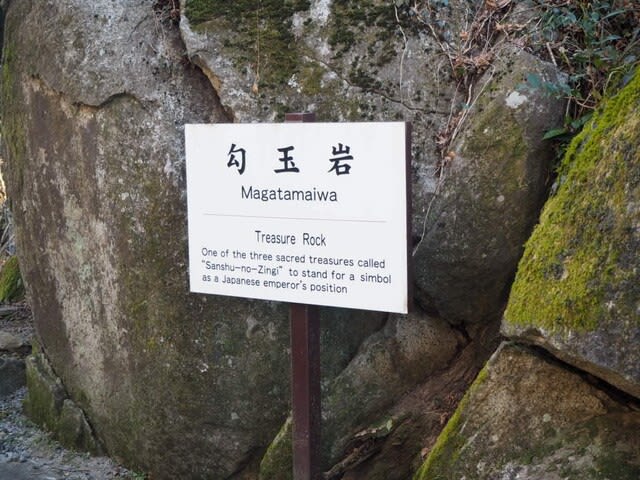 勾玉岩
Magatamaiwa
Treasure Rock
One of the three sacred treasures called
"Sanshu-no-Zingi" to stand for a simbol
as a Japanese emperor's position